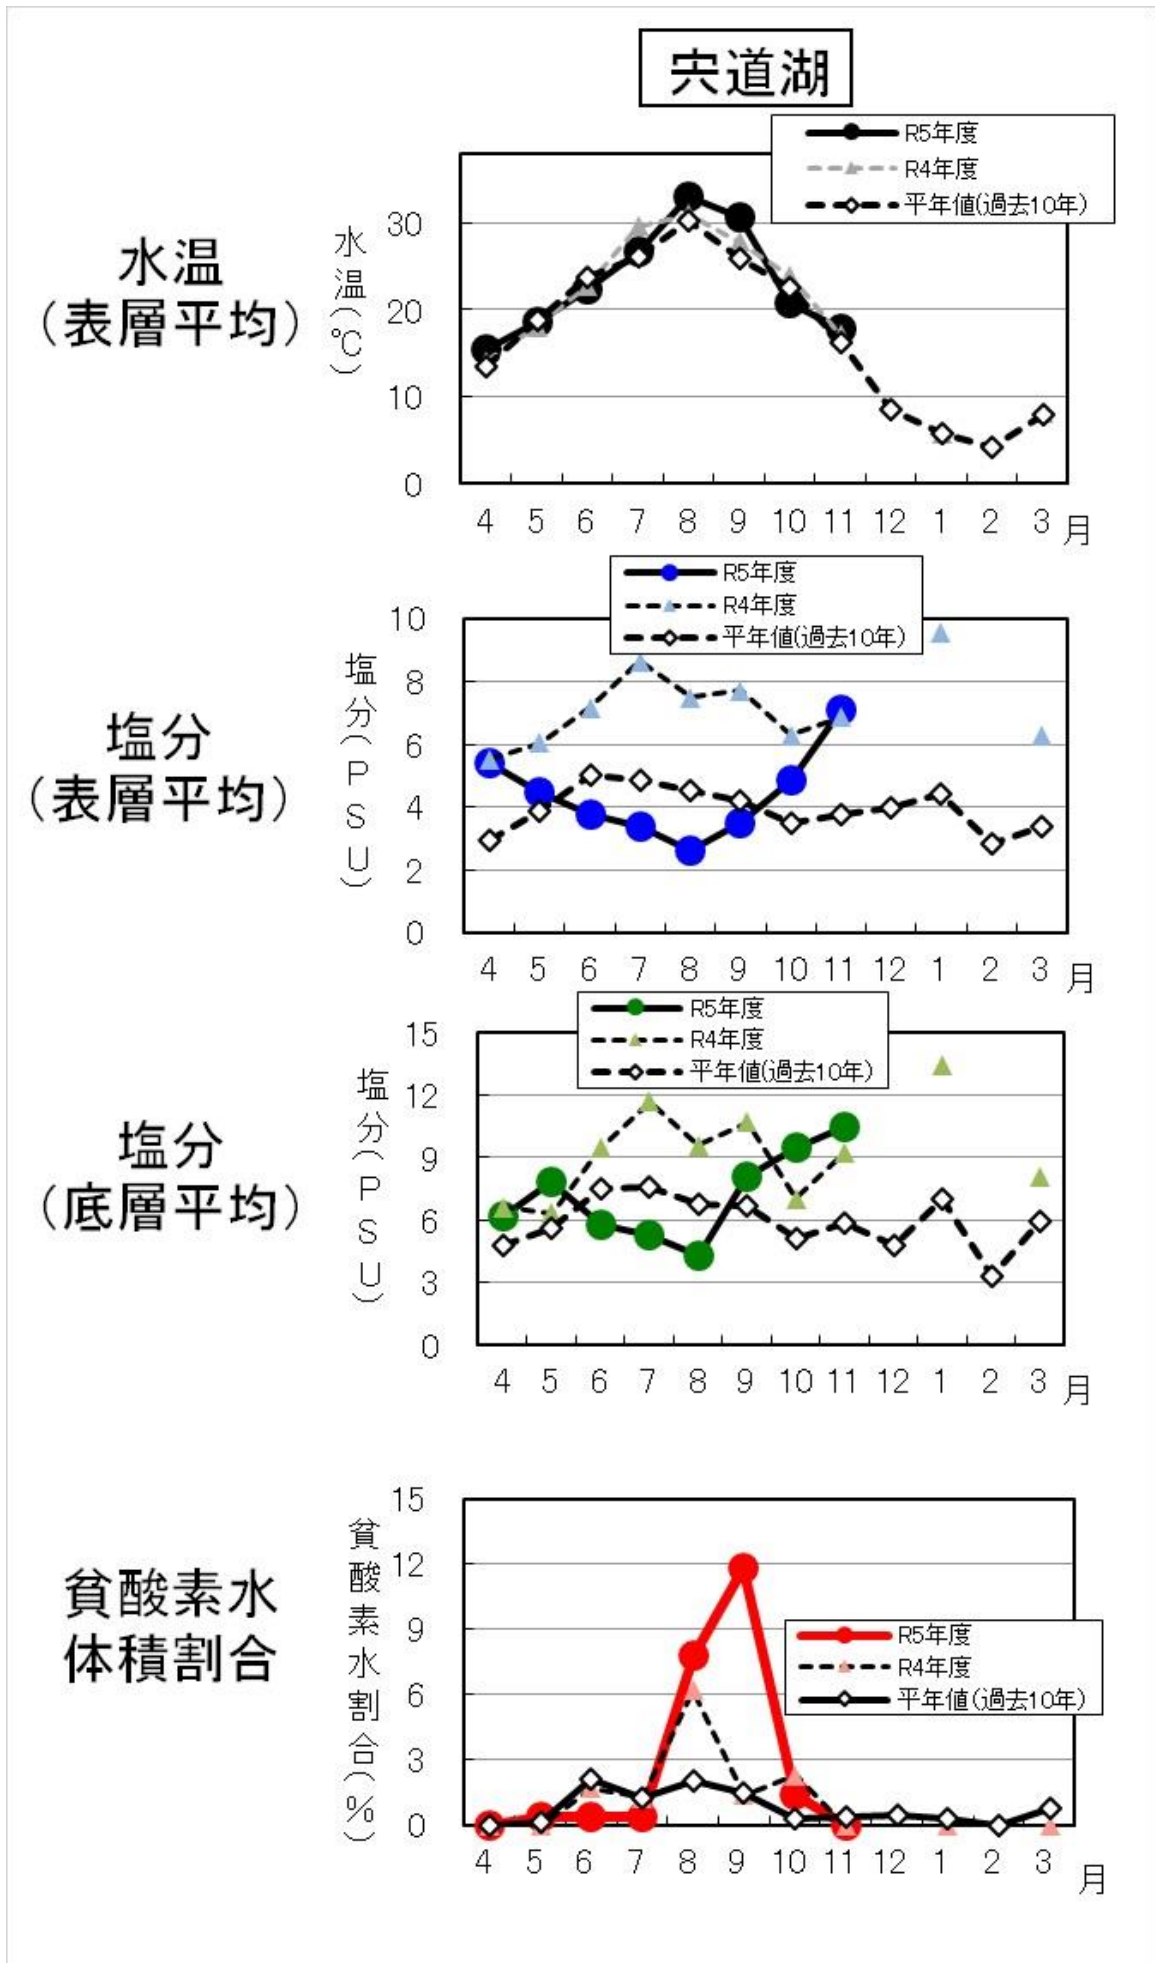 宍道湖
R5年度
R4年度
平年値(過去10年)
水温
(表層平均)
水温(℃)
30
20
10
0
4 5 6 7 8 9 10 11 12 1 2 3 月
R5年度
R4年度
平年値(過去10年)
塩分
(表層平均)
塩分(PSU)
10
8
6
4
2
0
4 5 6 7 8 9 10 11 12 1 2 3 月
R5年度
R4年度
平年値(過去10年)
塩分
(底層平均)
塩分(PSU)
15
12
9
6
3
0
4 5 6 7 8 9 10 11 12 1 2 3 月
貧酸素水
体積割合
貧酸素水割合(%)
15
12
9
6
3
0
R5年度
R4年度
平年値(過去10年)
4 5 6 7 8 9 10 11 12 1 2 3 月